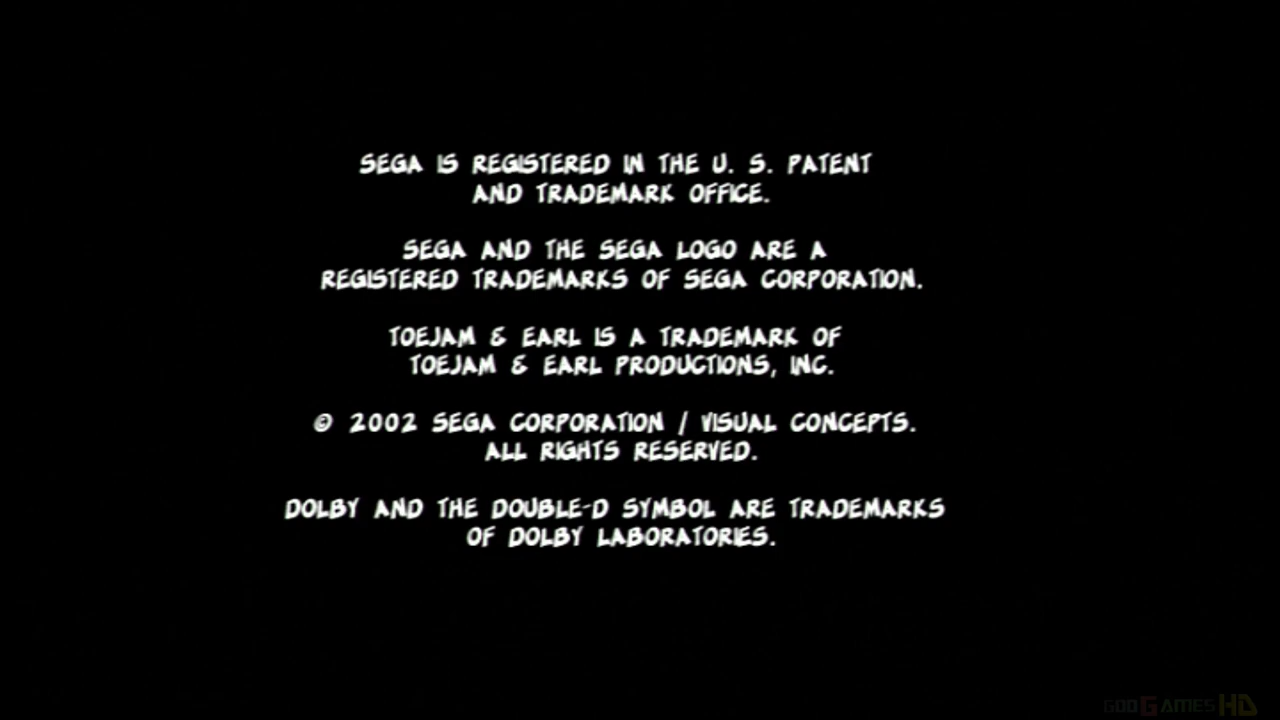 SEGA IS REGISTERED IN THE U. S. PATENT
AND TRADEMARK OFFICE.
SEGA AND THE SEGA LOGO ARE A
REGISTERED TRADEMARKS OF SEGA CORPORATION.
TOEJAM & EARL IS A TRADEMARK OF
TOEJAM & EARL PRODUCTIONS, INC.
© 2002 SEGA CORPORATION / VISUAL CONCEPTS.
ALL RIGHTS RESERVED.
DOLBY AND THE DOUBLE-D SYMBOL ARE TRADEMARKS
OF DOLBY LABORATORIES.
GODGAMES HD